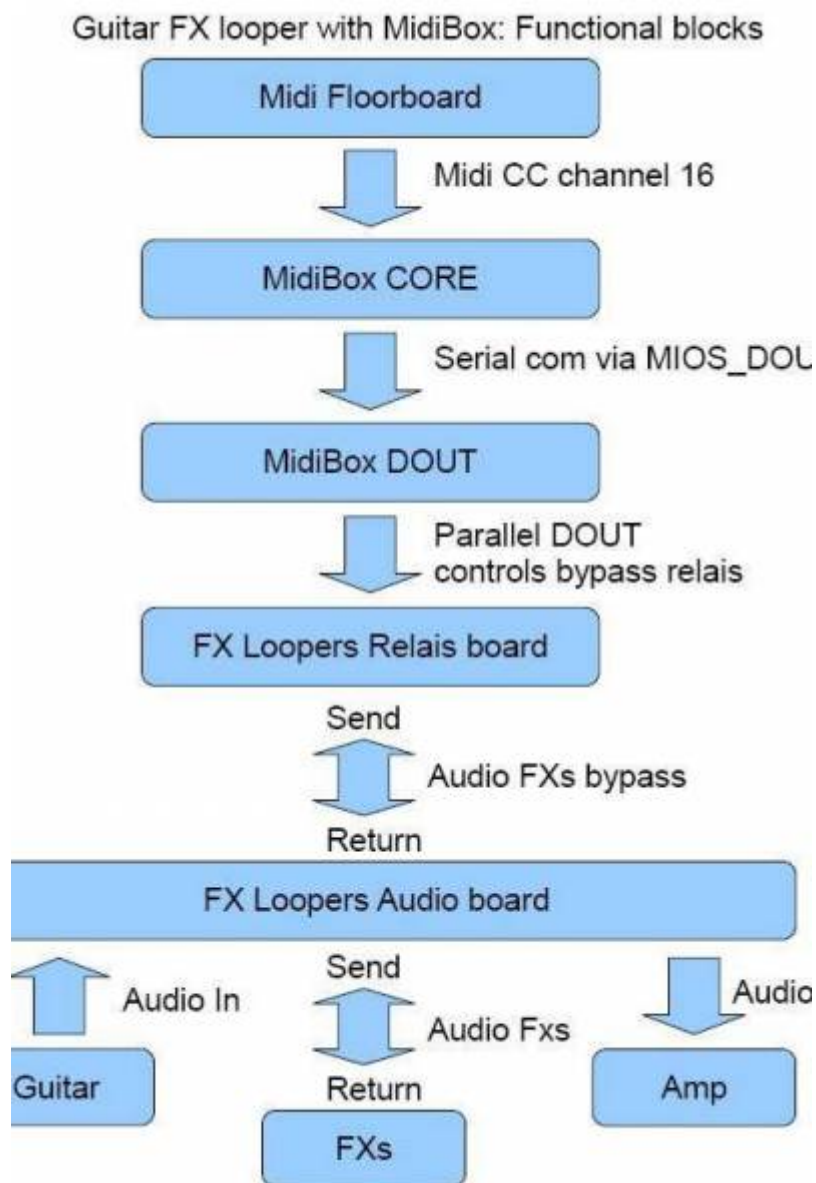 Guitar FX looper with MidiBox: Functional blocks
Midi Floorboard
Midi CC channel 16
MidiBox CORE
Serial com via MIOS_DOU
MidiBox DOUT
Parallel DOUT
controls bypass relais
FX Loopers Relais board
Send
Audio FXs bypass
Return
FX Loopers Audio board
Send
Audio In
Audio
Audio Fxs
Guitar
Return
Amp
FXs